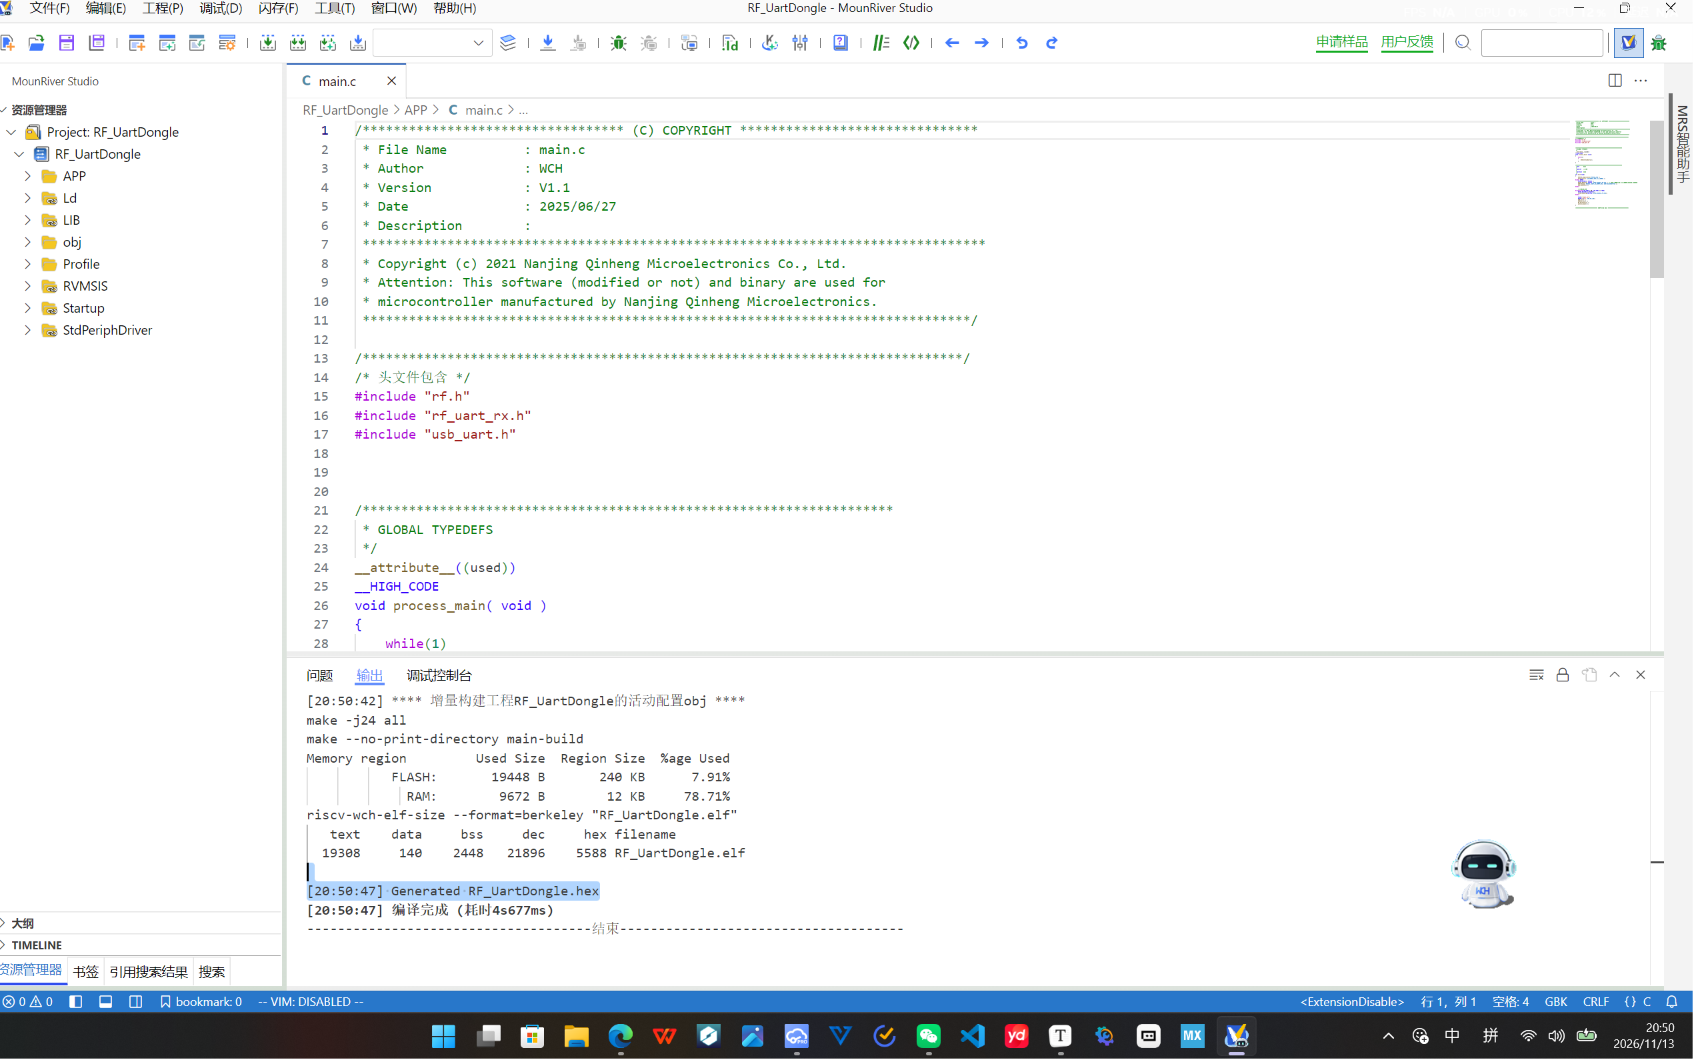 文件(F) 编辑(E) 工程(P) 调试(D) 闪存(F) 工具(T) 窗口(W) 帮助(H) RF_UartDongle - MounRiver Studio
申请样品 用户反馈
MounRiver Studio
资源管理器
Project: RF_UartDongle
RF_UartDongle
APP
Ld
LIB
obj
Profile
RVMSIS
Startup
StdPeriphDriver
大纲
TIMELINE
资源管理器 书签 引用搜索结果 搜索
C main.c
RF_UartDongle > APP > C main.c > ...
1 /********************************** (C) COPYRIGHT *******************************
2 * File Name : main.c
3 * Author : WCH
4 * Version : V1.1
5 * Date : 2025/06/27
6 * Description :
7 *********************************************************************************
8 * Copyright (c) 2021 Nanjing Qinheng Microelectronics Co., Ltd.
9 * Attention: This software (modified or not) and binary are used for
10 * microcontroller manufactured by Nanjing Qinheng Microelectronics.
11 *******************************************************************************/
12
13 /******************************************************************************/
14 /* 头文件包含 */
15 #include "rf.h"
16 #include "rf_uart_rx.h"
17 #include "usb_uart.h"
18
19
20
21 /*********************************************************************
22 * GLOBAL TYPEDEFS
23 */
24 __attribute__((used))
25 __HIGH_CODE
26 void process_main( void )
27 {
28 while(1)
MRS智能助手
问题 输出 调试控制台
[20:50:42] **** 增量构建工程RF_UartDongle的活动配置obj ****
make -j24 all
make --no-print-directory main-build
Memory region Used Size Region Size %age Used
FLASH: 19448 B 240 KB 7.91%
RAM: 9672 B 12 KB 78.71%
riscv-wch-elf-size --format=berkeley "RF_UartDongle.elf"
text data bss dec hex filename
19308 140 2448 21896 5588 RF_UartDongle.elf
[20:50:47] Generated RF_UartDongle.hex
[20:50:47] 编译完成 (耗时4s677ms)
-------------------------------------结束-------------------------------------
WCH
0 0 bookmark: 0 -- VIM: DISABLED -- <ExtensionDisable> 行 1，列 1 空格: 4 GBK CRLF {} C
yd T MX 中 拼 20:50
2026/11/13